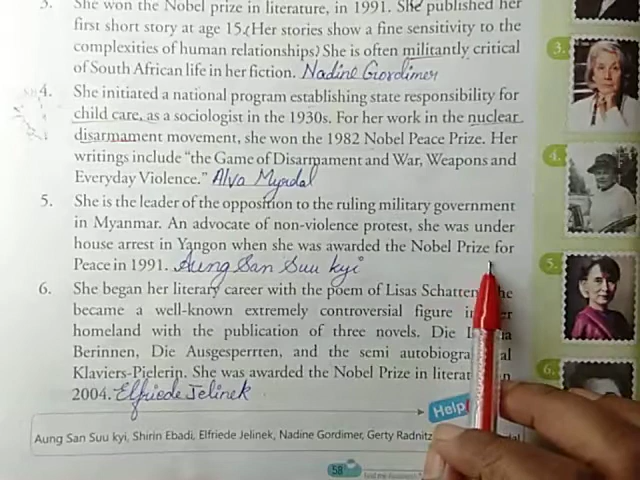 3. She won the Nobel prize in literature, in 1991. She published her
first short story at age 15.(Her stories show a fine sensitivity to the
complexities of human relationships) She is often militantly critical
of South African life in her fiction. Nadine Gordimer
3.
4. She initiated a national program establishing state responsibility for
child care, as a sociologist in the 1930s. For her work in the nuclear
disarmament movement, she won the 1982 Nobel Peace Prize. Her
writings include "the Game of Disarmament and War, Weapons and
Everyday Violence." Alva Myrdal
4.
5. She is the leader of the opposition to the ruling military government
in Myanmar. An advocate of non-violence protest, she was under
house arrest in Yangon when she was awarded the Nobel Prize for
Peace in 1991. Aung San Suu kyi
5.
6. She began her literary career with the poem of Lisas
became a well-known extremely controversial figure
homeland with the publication of three novels. Die
Berinnen, Die Ausgesperrten, and the semi
Klaviers-Pielerin. She was awarded the Nobel Prize in
2004. Elfriede Jelinek
6.
Help
Aung San Suu kyi, Shirin Ebadi, Elfriede Jelinek, Nadine Gordimer, Gerty
58